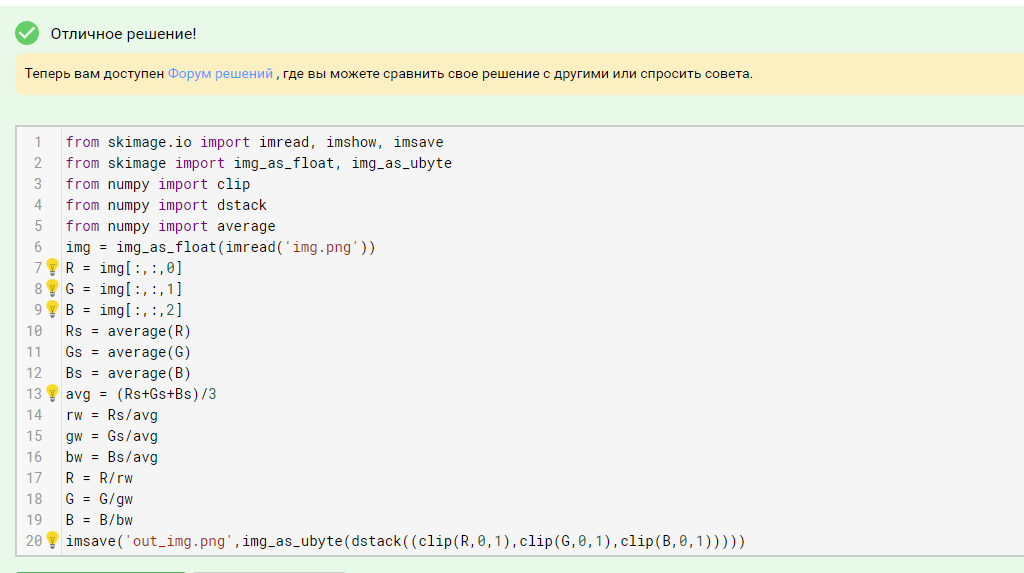 Отличное решение!
Теперь вам доступен Форум решений , где вы можете сравнить свое решение с другими или спросить совета.
1 from skimage.io import imread, imshow, imsave
2 from skimage import img_as_float, img_as_ubyte
3 from numpy import clip
4 from numpy import dstack
5 from numpy import average
6 img = img_as_float(imread('img.png'))
7 R = img[:,:,0]
8 G = img[:,:,1]
9 B = img[:,:,2]
10 Rs = average(R)
11 Gs = average(G)
12 Bs = average(B)
13 avg = (Rs+Gs+Bs)/3
14 rw = Rs/avg
15 gw = Gs/avg
16 bw = Bs/avg
17 R = R/rw
18 G = G/gw
19 B = B/bw
20 imsave('out_img.png',img_as_ubyte(dstack((clip(R,0,1),clip(G,0,1),clip(B,0,1)))))